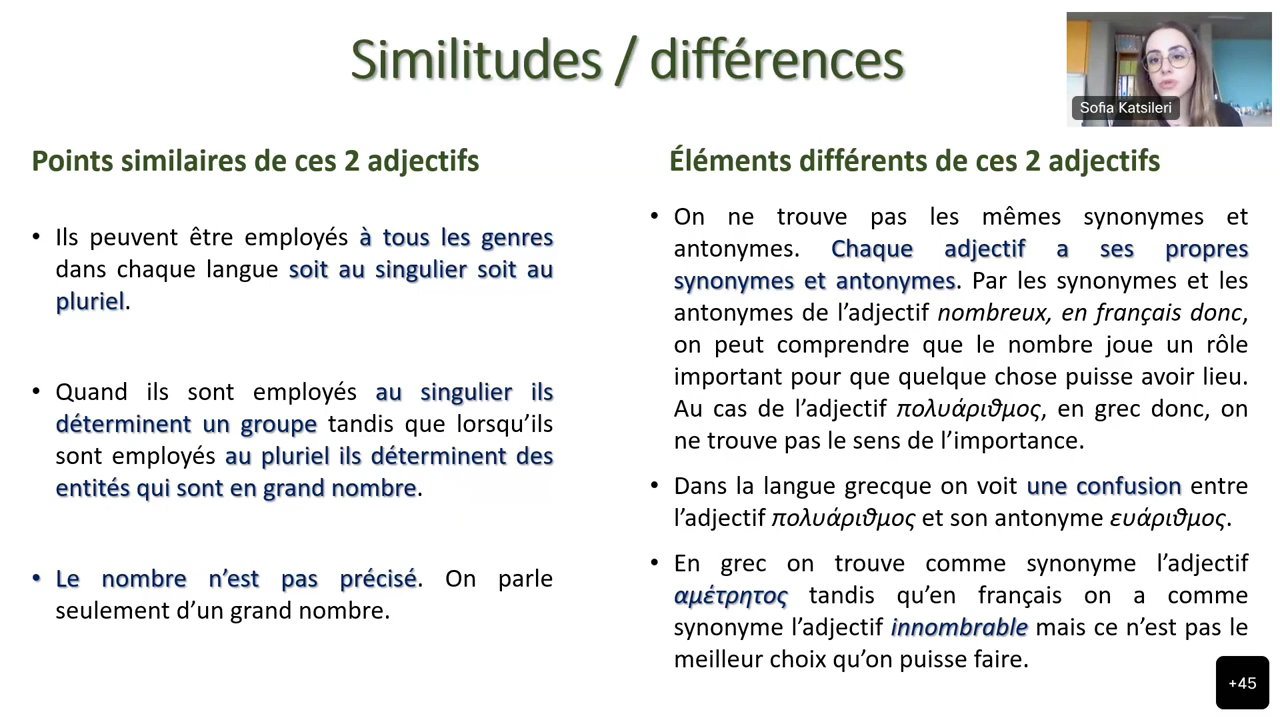 Similitudes / différences
Sofia Katsileri
Points similaires de ces 2 adjectifs
• Ils peuvent être employés à tous les genres
dans chaque langue soit au singulier soit au
pluriel.
• Quand ils sont employés au singulier ils
déterminent un groupe tandis que lorsqu’ils
sont employés au pluriel ils déterminent des
entités qui sont en grand nombre.
• Le nombre n’est pas précisé. On parle
seulement d’un grand nombre.
Éléments différents de ces 2 adjectifs
• On ne trouve pas les mêmes synonymes et
antonymes. Chaque adjectif a ses propres
synonymes et antonymes. Par les synonymes et les
antonymes de l’adjectif nombreux, en français donc,
on peut comprendre que le nombre joue un rôle
important pour que quelque chose puisse avoir lieu.
Au cas de l’adjectif πολυάριθμος, en grec donc, on
ne trouve pas le sens de l’importance.
• Dans la langue grecque on voit une confusion entre
l’adjectif πολυάριθμος et son antonyme ευάριθμος.
• En grec on trouve comme synonyme l’adjectif
αμέτρητος tandis qu’en français on a comme
synonyme l’adjectif innombrable mais ce n’est pas le
meilleur choix qu’on puisse faire.
+45